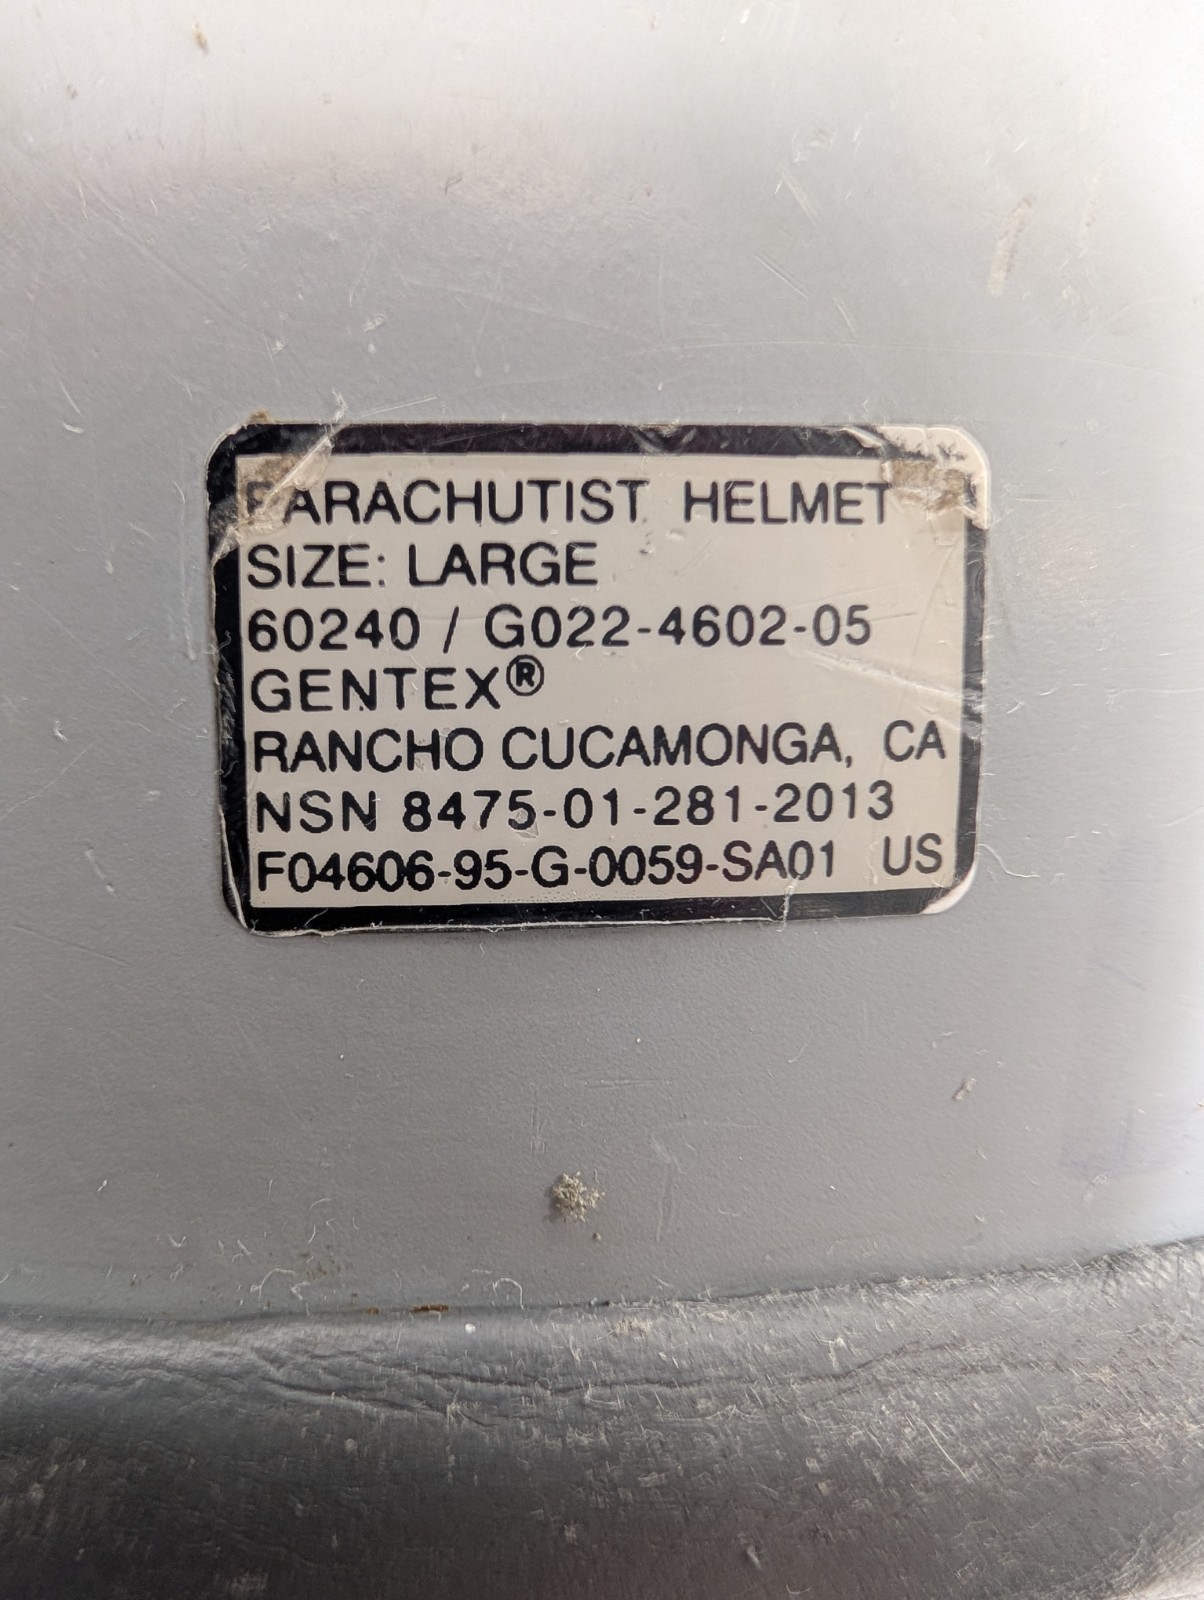 PARACHUTIST HELMET
SIZE: LARGE
60240 / G022-4602-05
GENTEX®
RANCHO CUCAMONGA, CA
NSN 8475-01-281-2013
F04606-95-G-0059-SA01 US